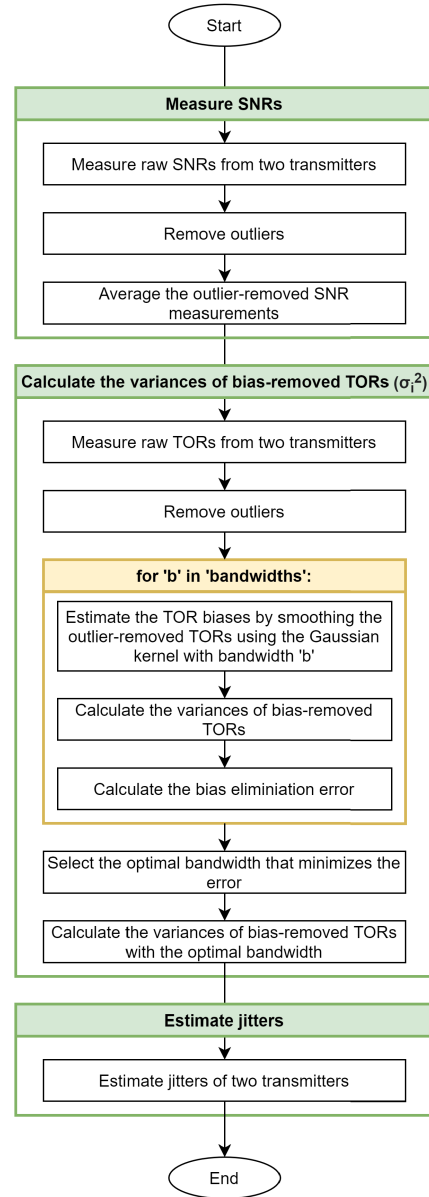 Start
Measure SNRs
Measure raw SNRs from two transmitters
Remove outliers
Average the outlier-removed SNR
measurements
Calculate the variances of bias-removed TORs (σᵢ²)
Measure raw TORs from two transmitters
Remove outliers
for 'b' in 'bandwidths':
Estimate the TOR biases by smoothing the
outlier-removed TORs using the Gaussian
kernel with bandwidth 'b'
Calculate the variances of bias-removed
TORs
Calculate the bias eliminiation error
Select the optimal bandwidth that minimizes the
error
Calculate the variances of bias-removed TORs
with the optimal bandwidth
Estimate jitters
Estimate jitters of two transmitters
End